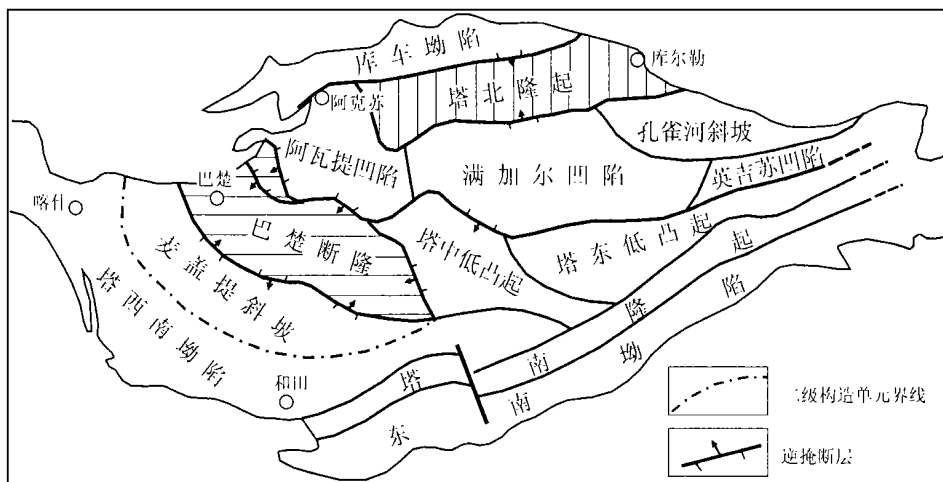 库车坳陷
库尔勒
阿克苏
塔北隆起
孔雀河斜坡
阿瓦提凹陷
满加尔凹陷
英吉苏凹陷
巴楚
喀什
巴楚断隆
塔中低凸起
塔东低凸起
麦盖提斜坡
塔西南坳陷
塔南隆起
东南坳陷
和田
二级构造单元界线
逆掩断层